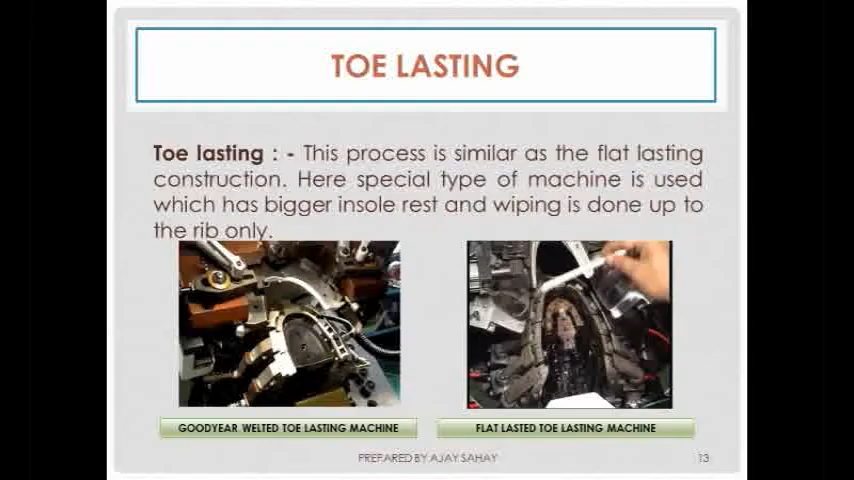 TOE LASTING
Toe lasting : - This process is similar as the flat lasting
construction. Here special type of machine is used
which has bigger insole rest and wiping is done up to
the rib only.
GOODYEAR WELTED TOE LASTING MACHINE
FLAT LASTED TOE LASTING MACHINE
PREPARED BY AJAY SAHAY
13